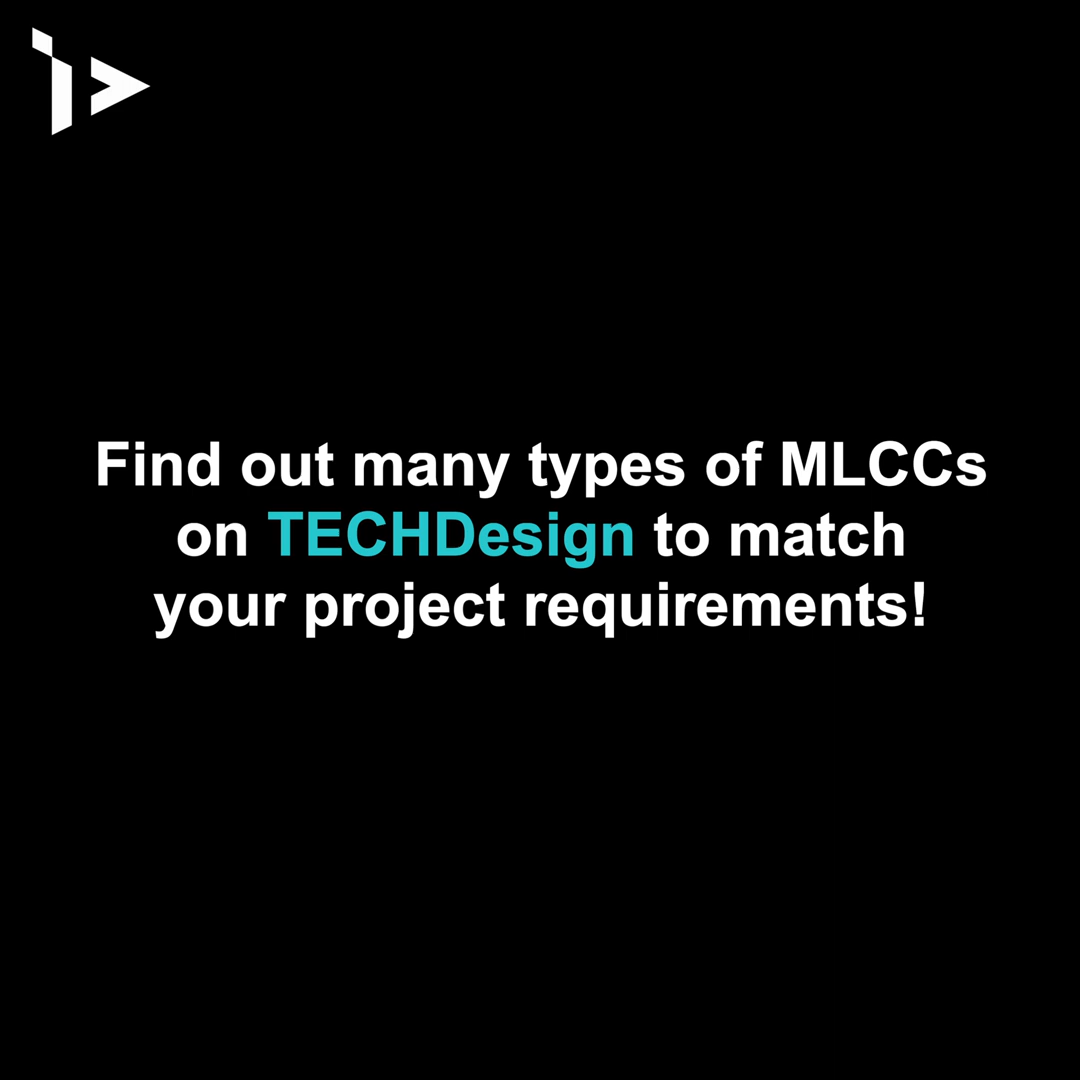 Find out many types of MLCCs
on TECHDesign to match
your project requirements!